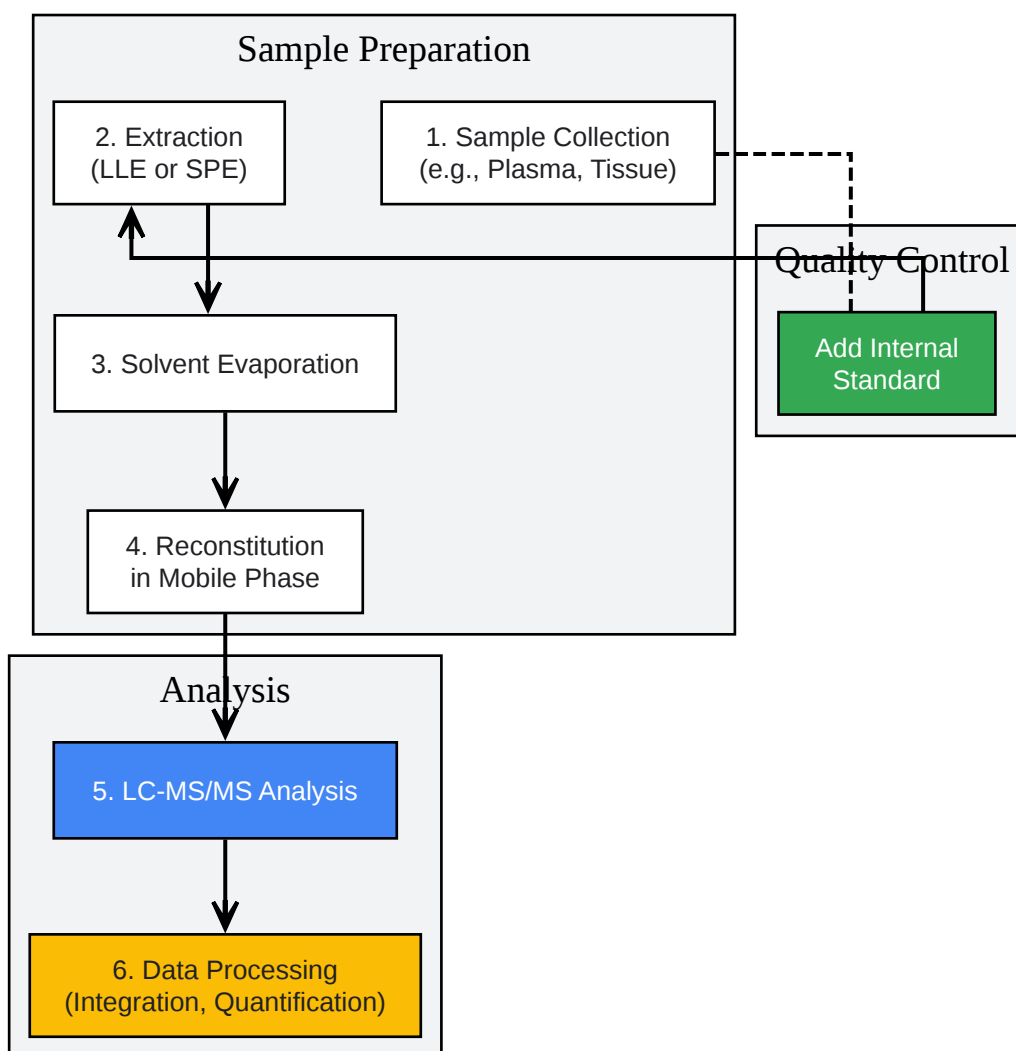 Sample Preparation
2. Extraction
(LLE or SPE)
1. Sample Collection
(e.g., Plasma, Tissue)
Quality Control
Add Internal
Standard
3. Solvent Evaporation
4. Reconstitution
in Mobile Phase
Analysis
5. LC-MS/MS Analysis
6. Data Processing
(Integration, Quantification)